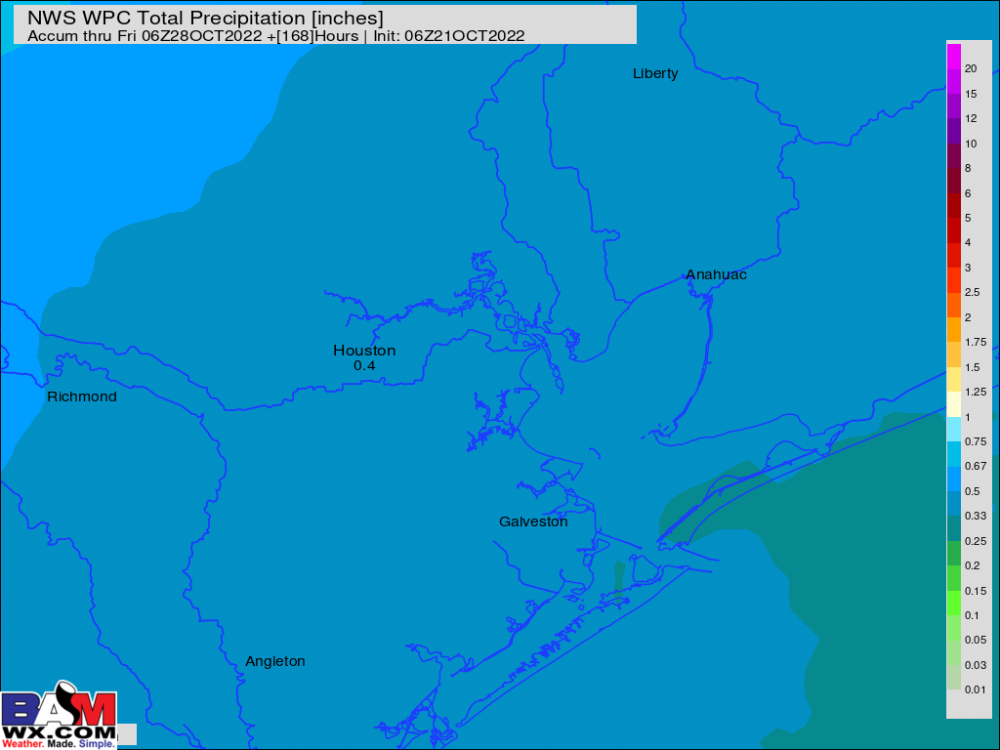 NWS WPC Total Precipitation [inches]
Accum thru Fri 06Z28OCT2022 +[168]Hours | Init: 06Z21OCT2022
Liberty
Anahuac
Houston
0.4
Richmond
Galveston
Angleton
20
15
12
10
8
6
5
4
3
2.5
2
1.75
1.5
1.25
1
0.75
0.67
0.5
0.33
0.25
0.2
0.15
0.1
0.05
0.03
0.01
BAM
WX.COM
Weather. Made. Simple.